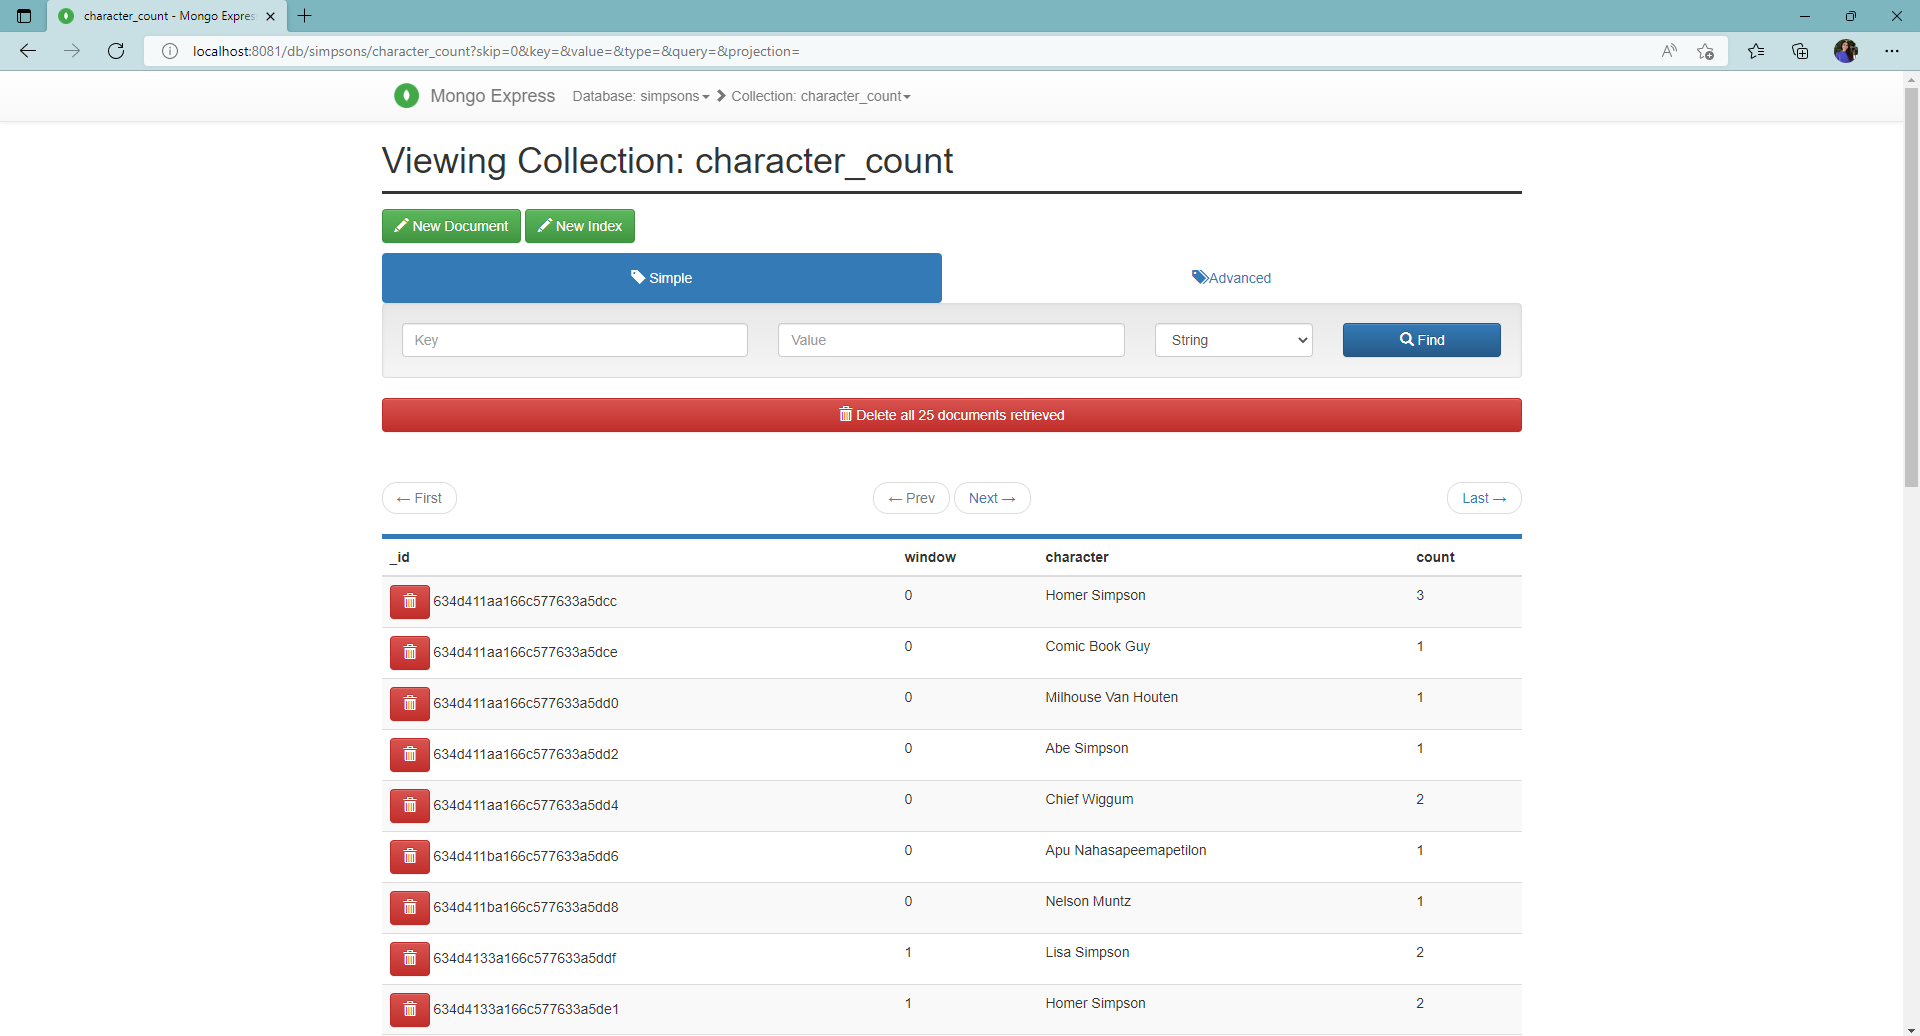 character_count - Mongo Expres
localhost:8081/db/simpsons/character_count?skip=0&key=&value=&type=&query=&projection=
Mongo Express Database: simpsons Collection: character_count
Viewing Collection: character_count
New Document New Index
Simple Advanced
Key Value String Find
Delete all 25 documents retrieved
← First ← Prev Next → Last →
_id window character count
634d411aa166c577633a5dcc 0 Homer Simpson 3
634d411aa166c577633a5dce 0 Comic Book Guy 1
634d411aa166c577633a5dd0 0 Milhouse Van Houten 1
634d411aa166c577633a5dd2 0 Abe Simpson 1
634d411aa166c577633a5dd4 0 Chief Wiggum 2
634d411ba166c577633a5dd6 0 Apu Nahasapeemapetilon 1
634d411ba166c577633a5dd8 0 Nelson Muntz 1
634d4133a166c577633a5ddf 1 Lisa Simpson 2
634d4133a166c577633a5de1 1 Homer Simpson 2